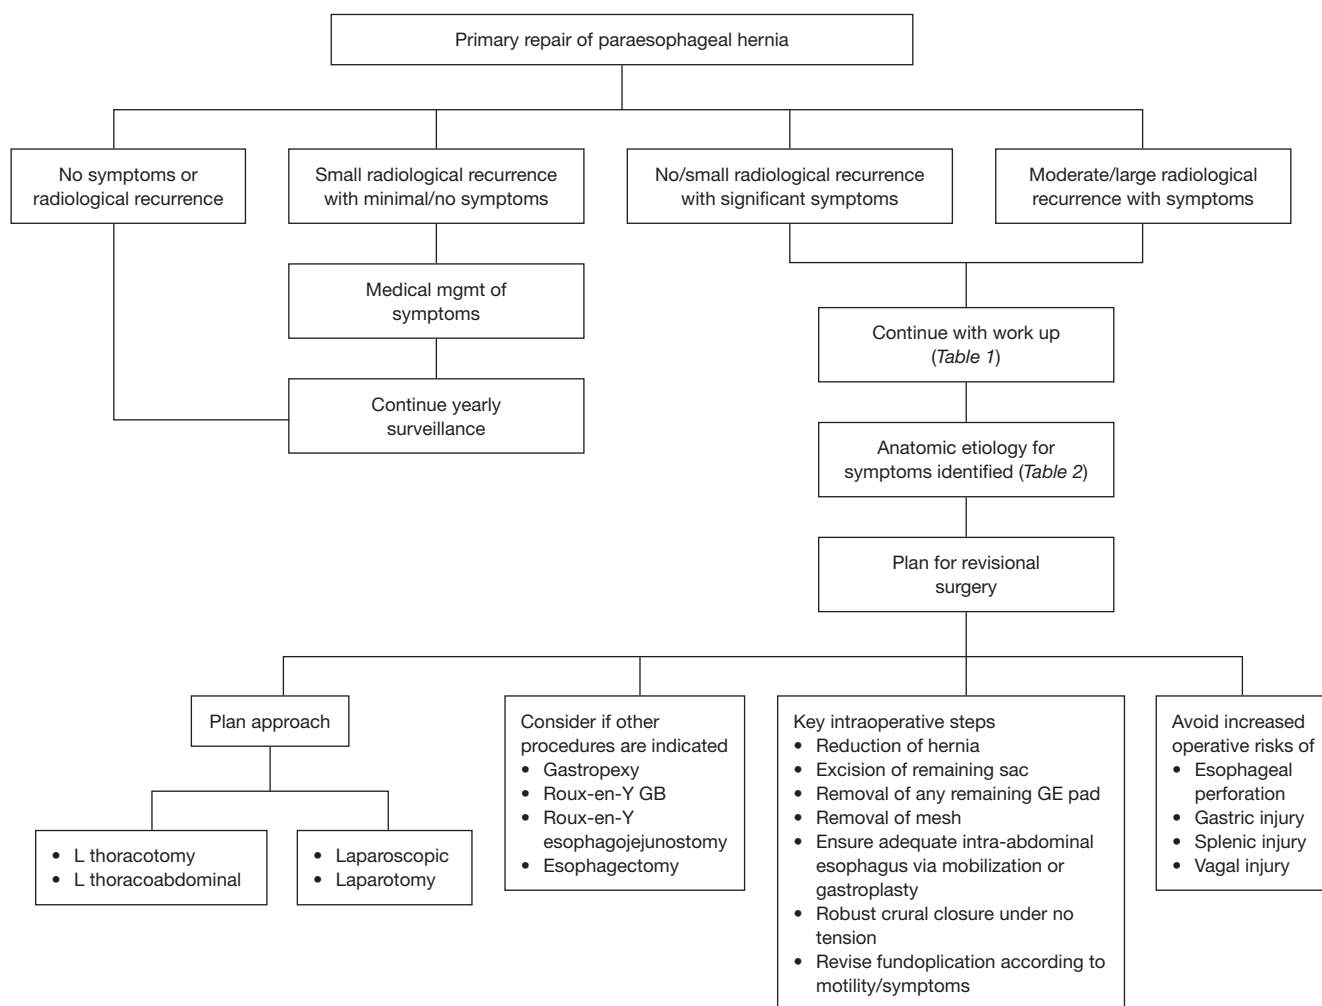 Primary repair of paraesophageal hernia
No symptoms or
radiological recurrence
Small radiological recurrence
with minimal/no symptoms
No/small radiological recurrence
with significant symptoms
Moderate/large radiological
recurrence with symptoms
Medical mgmt of
symptoms
Continue yearly
surveillance
Continue with work up
(Table 1)
Anatomic etiology for
symptoms identified (Table 2)
Plan for revisional
surgery
Plan approach
• L thoracotomy
• L thoracoabdominal
• Laparoscopic
• Laparotomy
Consider if other
procedures are indicated
• Gastropexy
• Roux-en-Y GB
• Roux-en-Y
esophagojejunostomy
• Esophagectomy
Key intraoperative steps
• Reduction of hernia
• Excision of remaining sac
• Removal of any remaining GE pad
• Removal of mesh
• Ensure adequate intra-abdominal
esophagus via mobilization or
gastroplasty
• Robust crural closure under no
tension
• Revise fundoplication according to
motility/symptoms
Avoid increased
operative risks of
• Esophageal
perforation
• Gastric injury
• Splenic injury
• Vagal injury